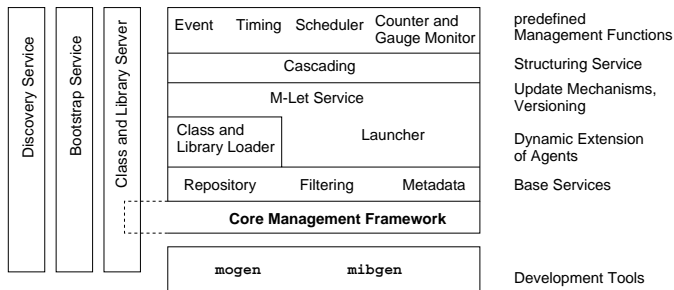 Discovery Service
Bootstrap Service
Class and Library Server
Event Timing Scheduler Counter and
Gauge Monitor
predefined
Management Functions
Cascading
Structuring Service
M-Let Service
Update Mechanisms,
Versioning
Class and
Library Loader
Launcher
Dynamic Extension
of Agents
Repository Filtering Metadata
Base Services
Core Management Framework
mogen mibgen
Development Tools